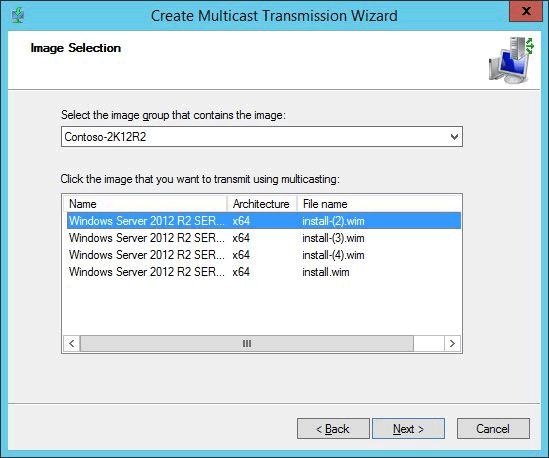 Create Multicast Transmission Wizard
Image Selection
Select the image group that contains the image:
Contoso-2K12R2
Click the image that you want to transmit using multicasting:
Name Architecture File name
Windows Server 2012 R2 SER... x64 install-(2).wim
Windows Server 2012 R2 SER... x64 install-(3).wim
Windows Server 2012 R2 SER... x64 install-(4).wim
Windows Server 2012 R2 SER... x64 install.wim
< Back Next > Cancel